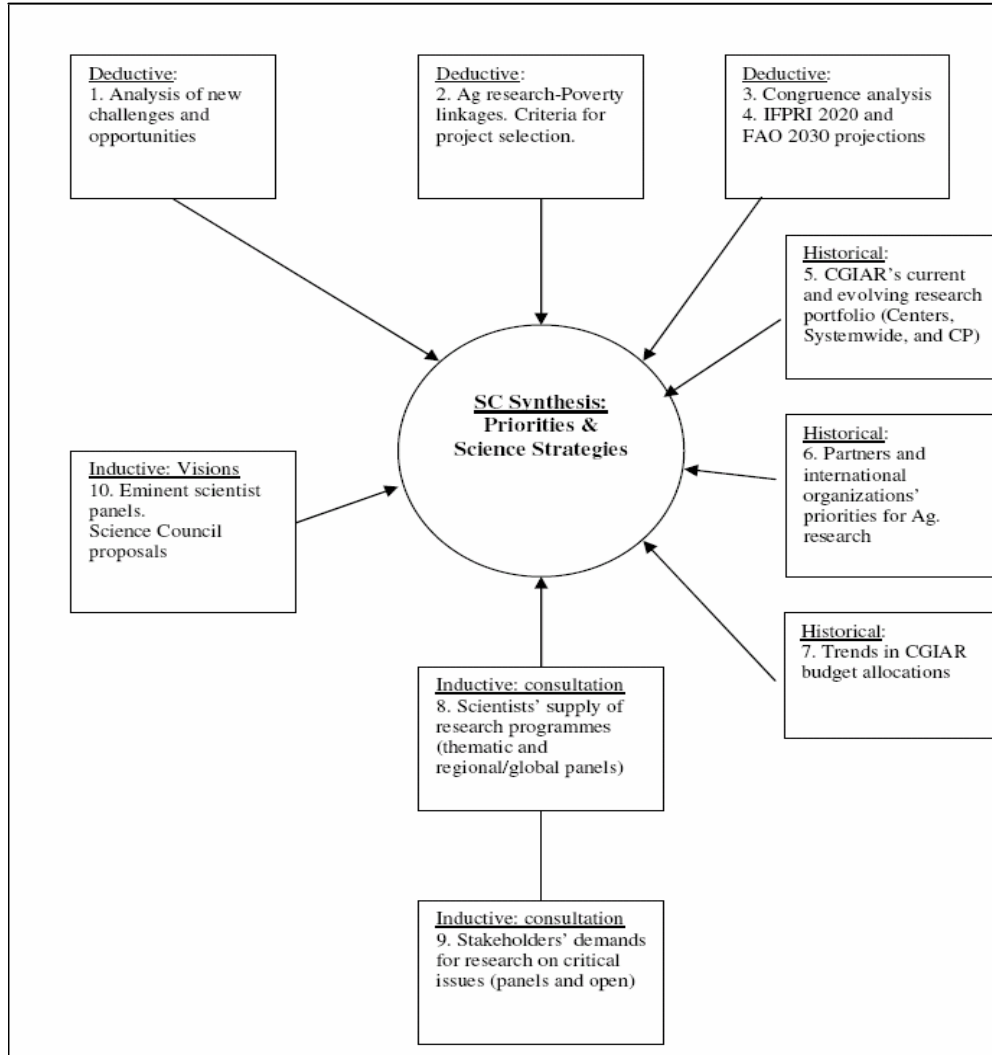 Deductive:
1. Analysis of new
challenges and
opportunities
Deductive:
2. Ag research-Poverty
linkages. Criteria for
project selection.
Deductive:
3. Congruence analysis
4. IFPRI 2020 and
FAO 2030 projections
Historical:
5. CGIAR’s current
and evolving research
portfolio (Centers,
Systemwide, and CP)
SC Synthesis:
Priorities &
Science Strategies
Historical:
6. Partners and
international
organizations’
priorities for Ag.
research
Inductive: Visions
10. Eminent scientist
panels.
Science Council
proposals
Historical:
7. Trends in CGIAR
budget allocations
Inductive: consultation
8. Scientists’ supply of
research programmes
(thematic and
regional/global panels)
Inductive: consultation
9. Stakeholders’ demands
for research on critical
issues (panels and open)